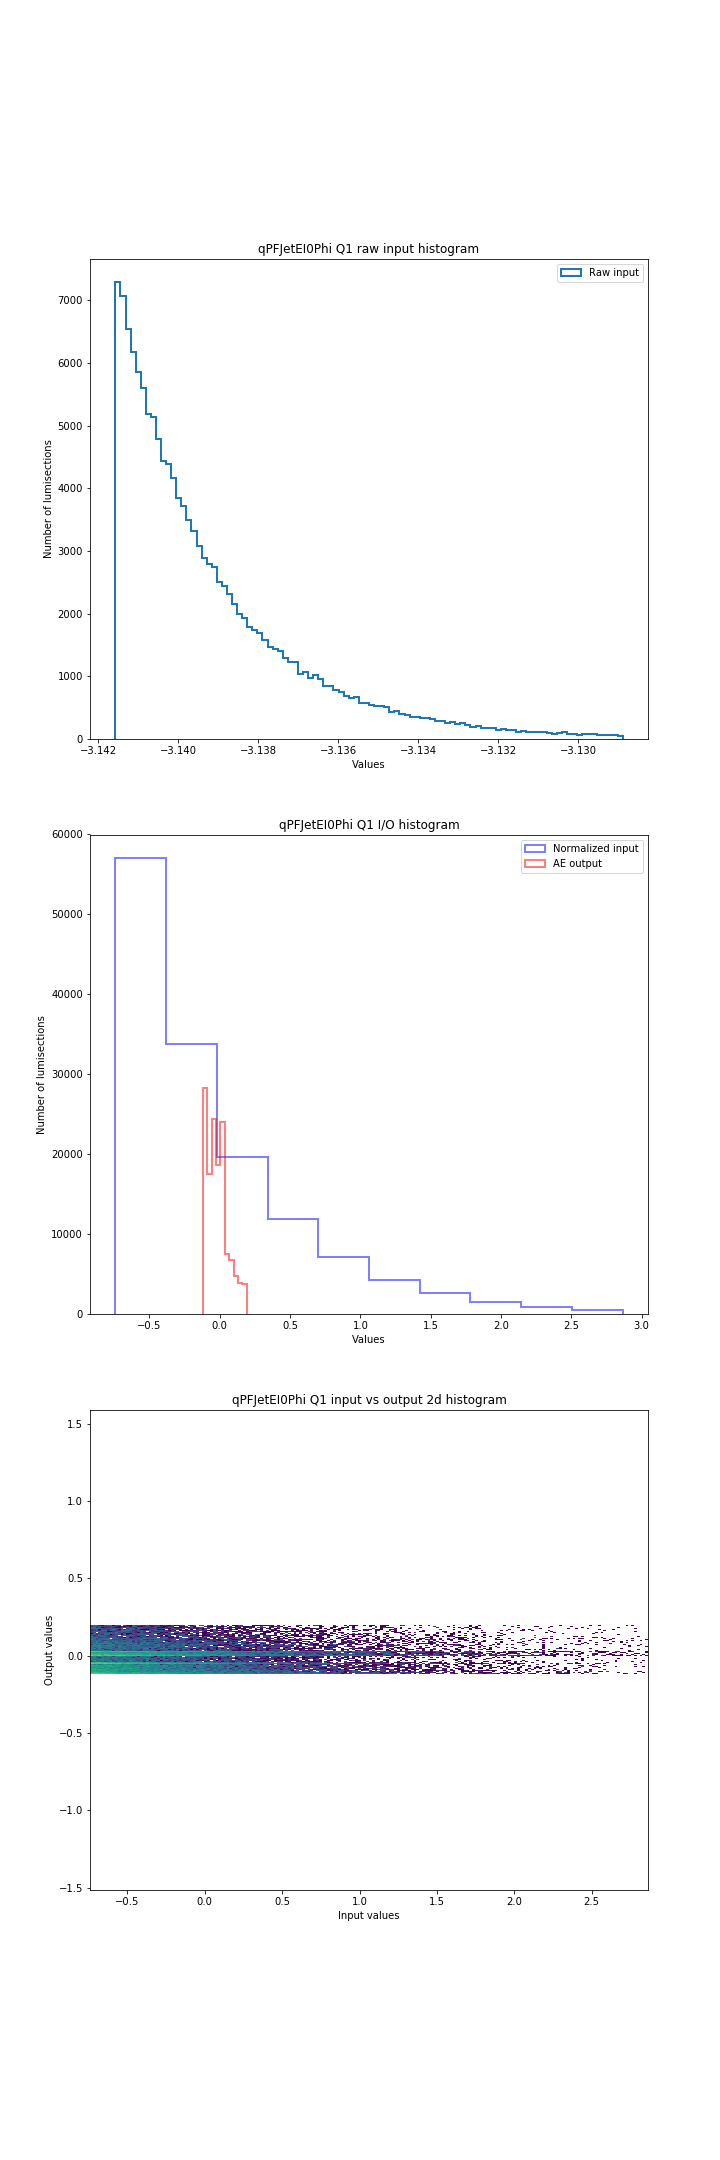 qPFJetEI0Phi Q1 raw input histogram
Raw input
7000
6000
5000
4000
3000
2000
1000
0
Number of lumisections
−3.142 −3.140 −3.138 −3.136 −3.134 −3.132 −3.130
Values
qPFJetEI0Phi Q1 I/O histogram
Normalized input
AE output
60000
50000
40000
30000
20000
10000
0
Number of lumisections
−0.5 0.0 0.5 1.0 1.5 2.0 2.5 3.0
Values
qPFJetEI0Phi Q1 input vs output 2d histogram
1.5
1.0
0.5
0.0
−0.5
−1.0
−1.5
Output values
−0.5 0.0 0.5 1.0 1.5 2.0 2.5
Input values